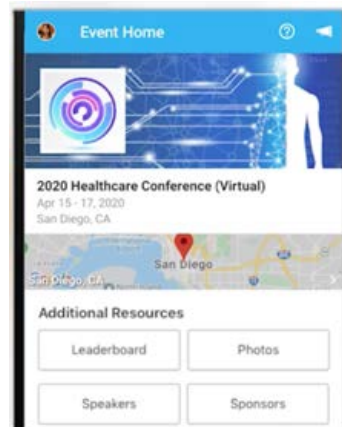 Event Home
2020 Healthcare Conference (Virtual)
Apr 15 - 17, 2020
San Diego, CA
San Diego
San Diego, CA
Additional Resources
Leaderboard
Photos
Speakers
Sponsors